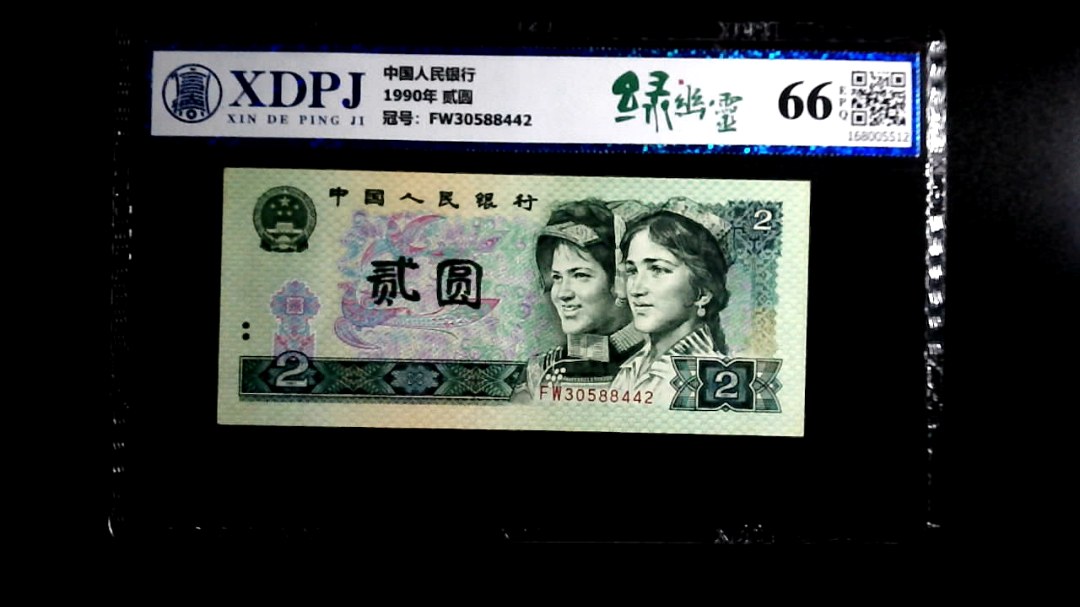 XDPJ
XIN DE PING JI
中国人民银行
1990年 贰圆
冠号：FW30588442
绿幽灵
66
EPQ
168005512
中国人民银行
2
贰圆
2
FW30588442
2